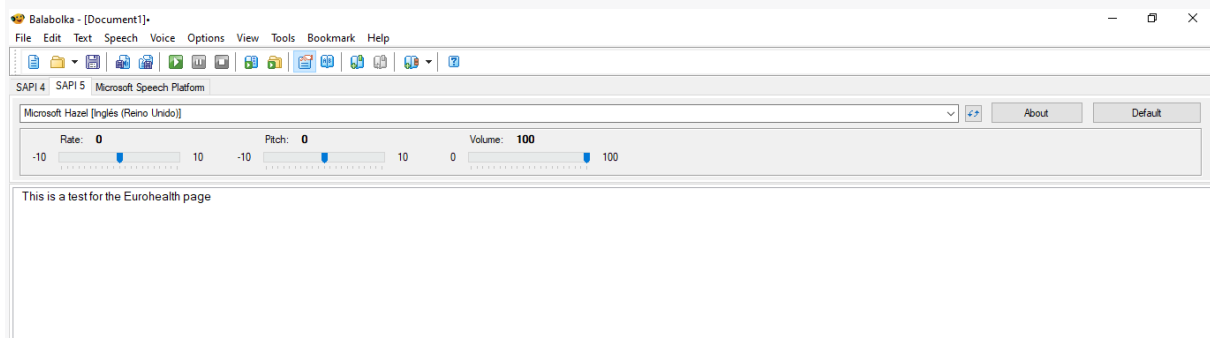 Balabolka - [Document1]•
File Edit Text Speech Voice Options View Tools Bookmark Help
SAPI 4 SAPI 5 Microsoft Speech Platform
Microsoft Hazel [Inglés (Reino Unido)] About Default
Rate: 0 Pitch: 0 Volume: 100
-10 10 -10 10 0 100
This is a test for the Eurohealth page